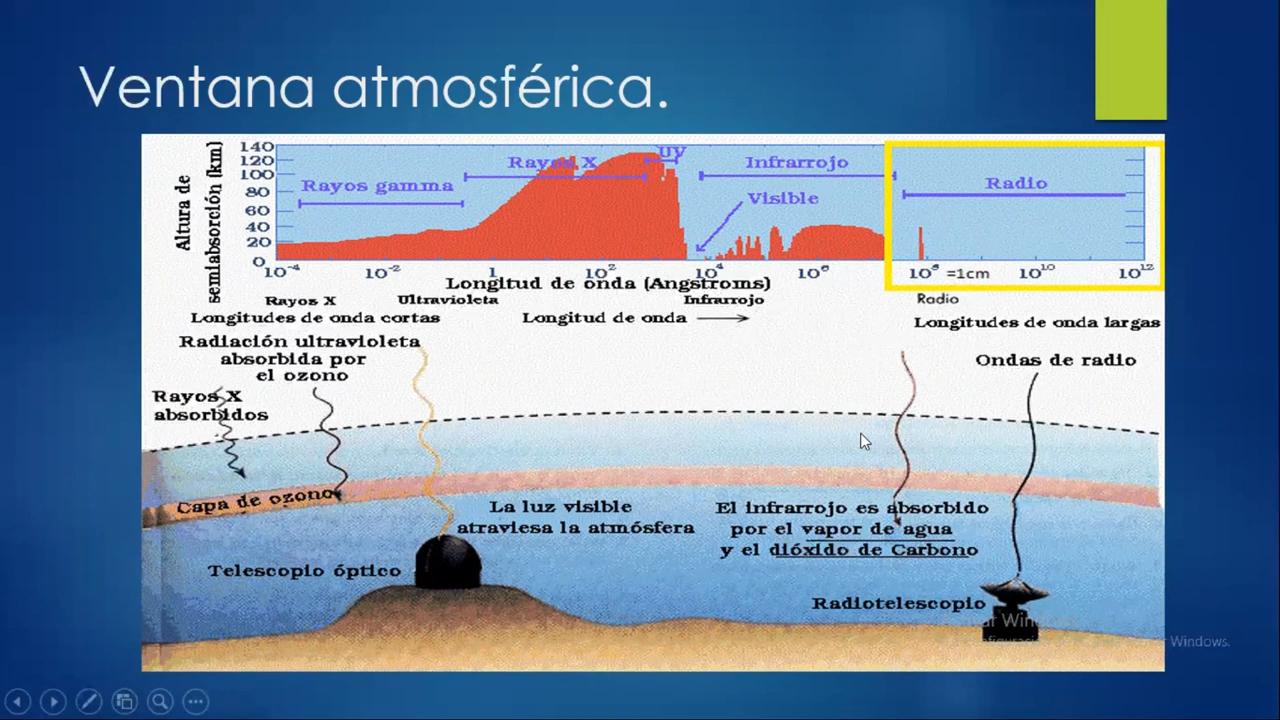 Ventana atmosférica.
Altura de
semiabsorción (km)
140
120
100
80
60
40
20
0
Rayos gamma
Rayos X
UV
Visible
Infrarrojo
Radio
10⁻⁴
10⁻²
1
10²
10⁴
10⁶
10⁸
=1cm
10¹⁰
10¹²
Longitud de onda (Angstroms)
Rayos X
Ultravioleta
Infrarrojo
Radio
Longitudes de onda cortas
Longitud de onda
Longitudes de onda largas
Radiación ultravioleta
absorbida por
el ozono
Ondas de radio
Rayos X
absorbidos
Capa de ozono
La luz visible
atraviesa la atmósfera
El infrarrojo es absorbido
por el vapor de agua
y el dióxido de Carbono
Telescopio óptico
Radiotelescopio
Windows.